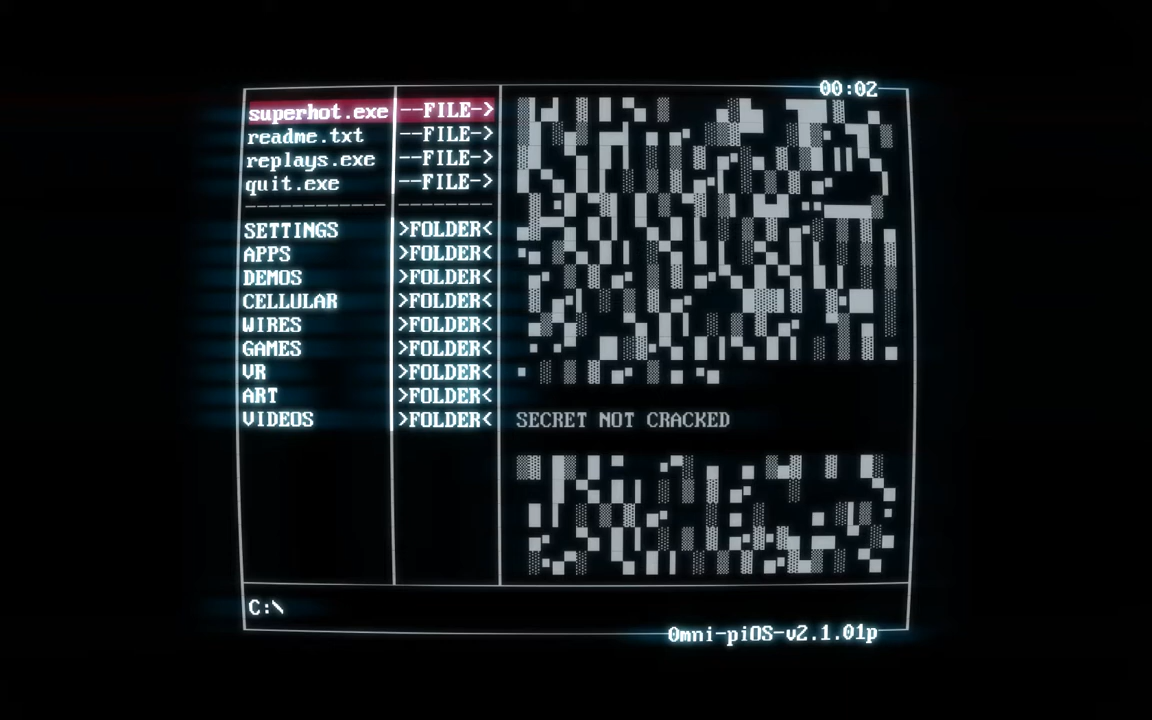 00:02
superhot.exe --FILE->
readme.txt --FILE->
replays.exe --FILE->
quit.exe --FILE->
SETTINGS >FOLDER<
APPS >FOLDER<
DEMOS >FOLDER<
CELLULAR >FOLDER<
WIRES >FOLDER<
GAMES >FOLDER<
VR >FOLDER<
ART >FOLDER<
VIDEOS >FOLDER<
SECRET NOT CRACKED
C:\
0mni-piOS-v2.1.01p